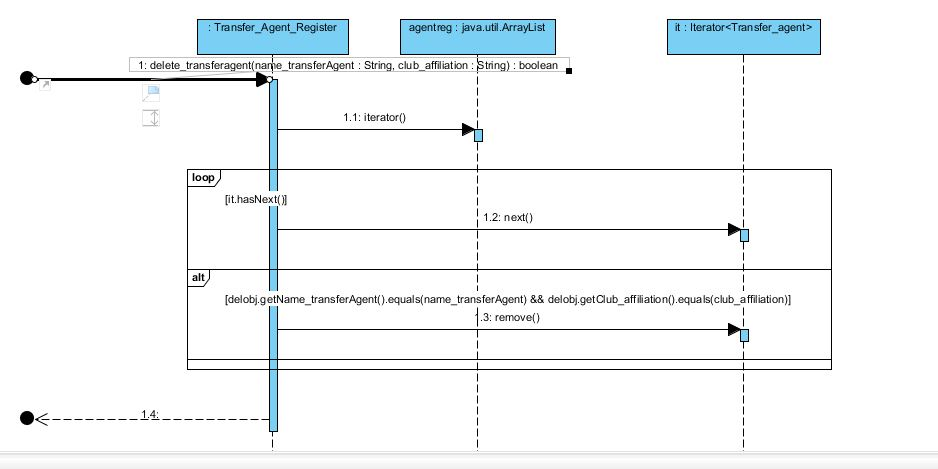 : Transfer_Agent_Register
agentreg : java.util.ArrayList
it : Iterator<Transfer_agent>
1: delete_transferagent(name_transferAgent : String, club_affiliation : String) : boolean
1.1: iterator()
loop
[it.hasNext()]
1.2: next()
alt
[delobj.getName_transferAgent().equals(name_transferAgent) && delobj.getClub_affiliation().equals(club_affiliation)]
1.3: remove()
1.4: